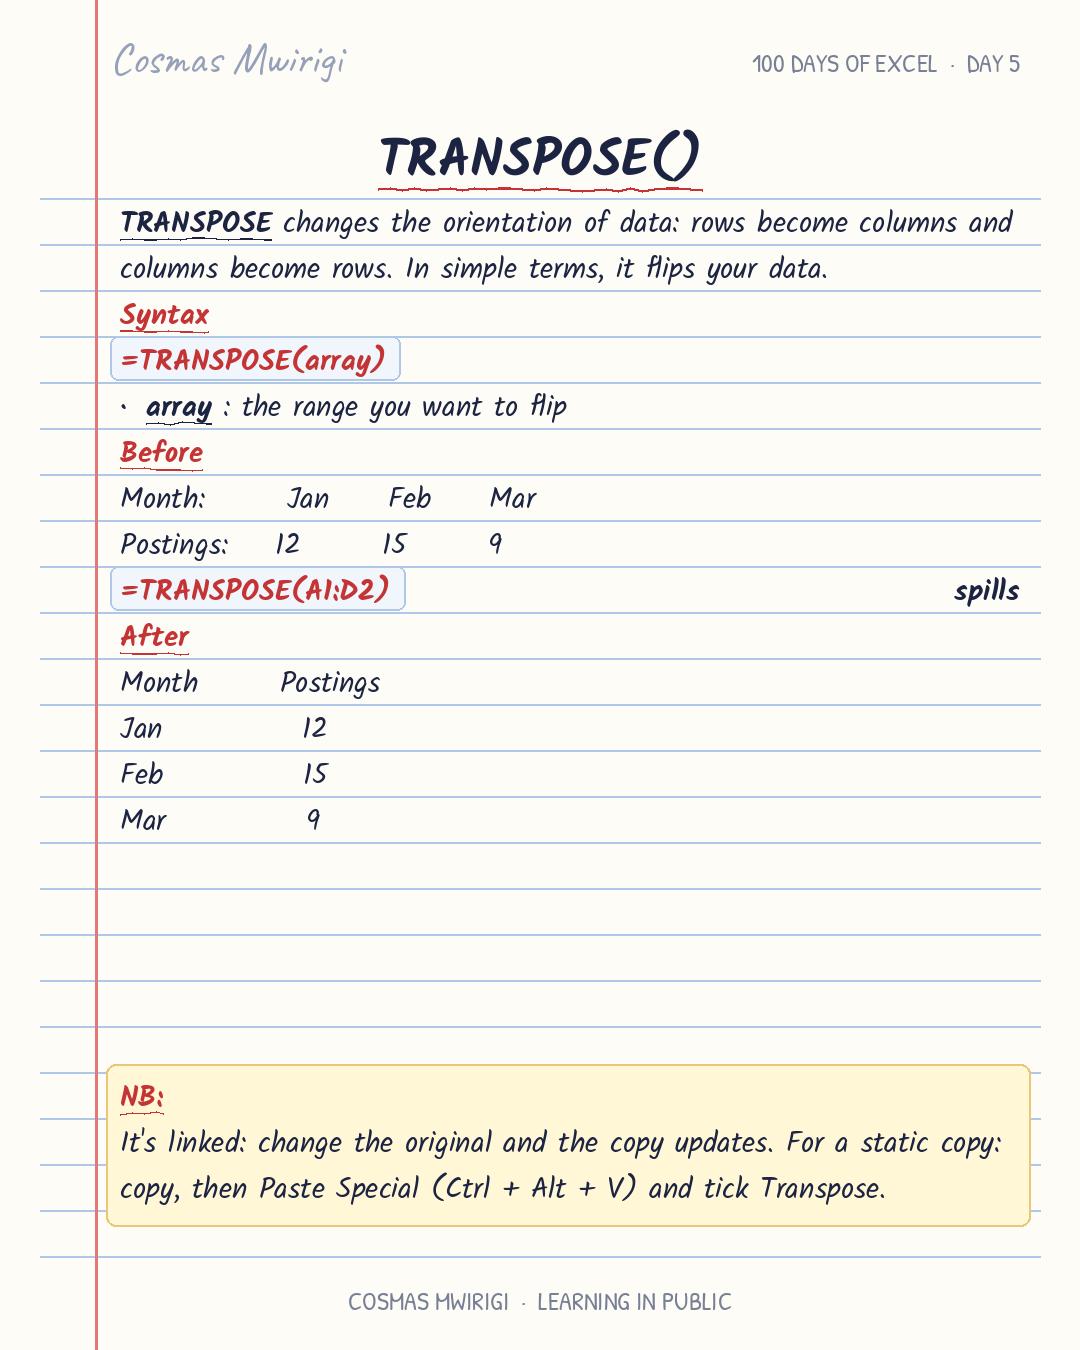 Cosmas Mwirigi
100 DAYS OF EXCEL · DAY 5
TRANSPOSE()
TRANSPOSE changes the orientation of data: rows become columns and
columns become rows. In simple terms, it flips your data.
Syntax
=TRANSPOSE(array)
· array : the range you want to flip
Before
Month: Jan Feb Mar
Postings: 12 15 9
=TRANSPOSE(A1:D2) spills
After
Month Postings
Jan 12
Feb 15
Mar 9
NB:
It's linked: change the original and the copy updates. For a static copy:
copy, then Paste Special (Ctrl + Alt + V) and tick Transpose.
COSMAS MWIRIGI · LEARNING IN PUBLIC